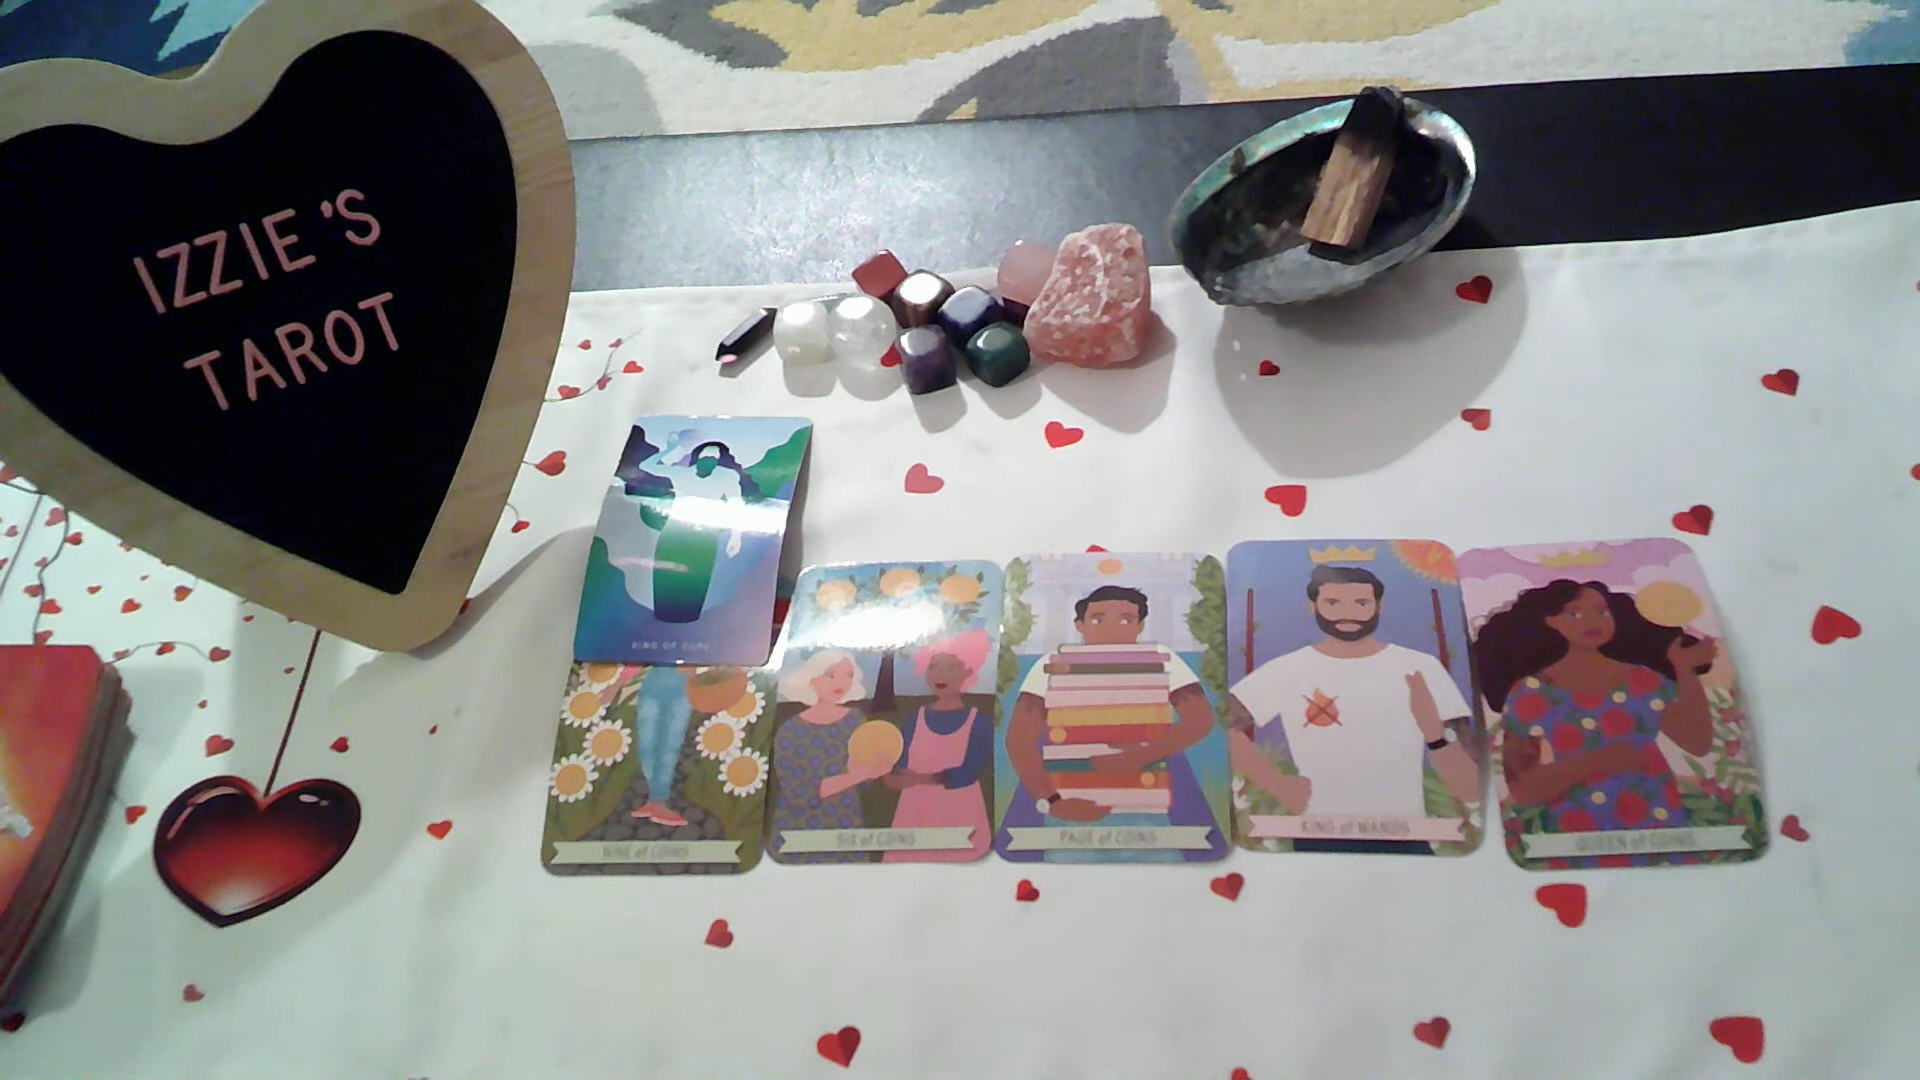 IZZIE'S
TAROT
KING OF CUPS
NINE of COINS
SIX of COINS
PAGE of COINS
KING of WANDS
QUEEN of COINS